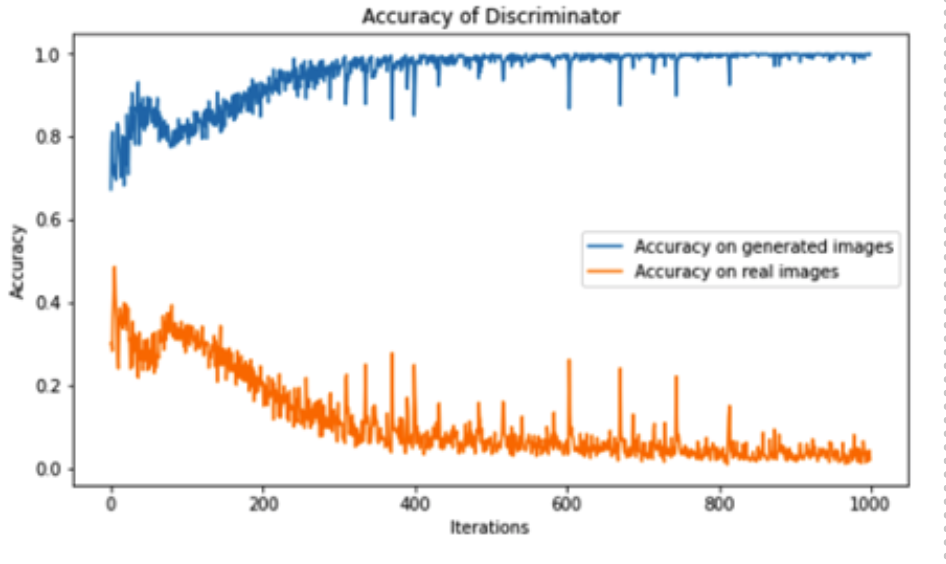 Accuracy of Discriminator
1.0
0.8
0.6
0.4
0.2
0.0
Accuracy
Accuracy on generated images
Accuracy on real images
0 200 400 600 800 1000
Iterations